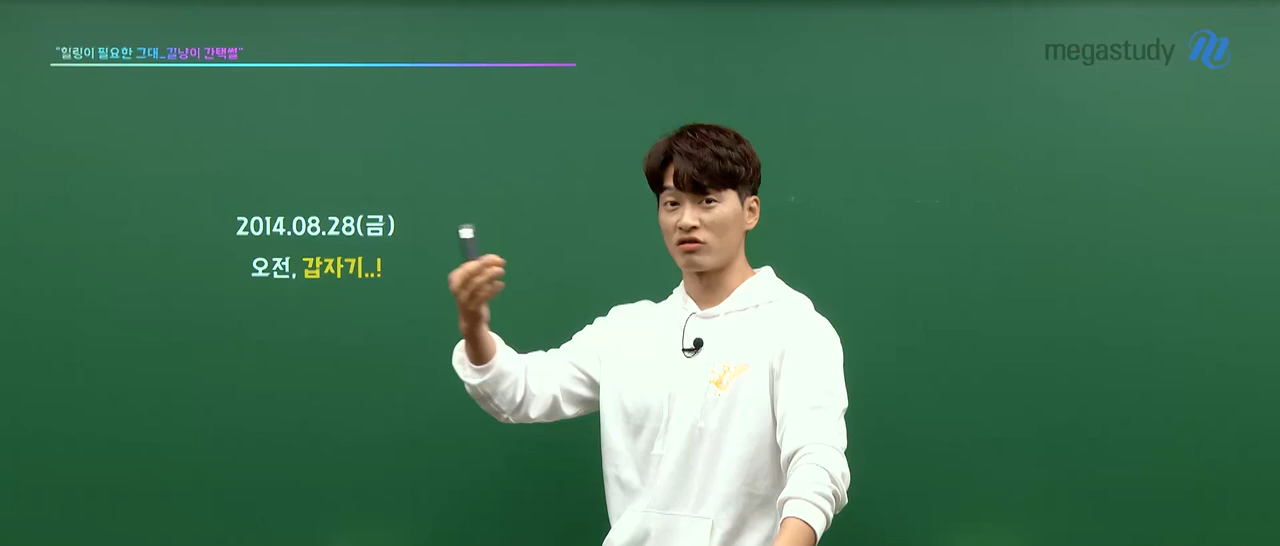 "힐링이 필요한 그대...길냥이 간택썰"
megastudy
2014.08.28(금)
오전, 갑자기..!